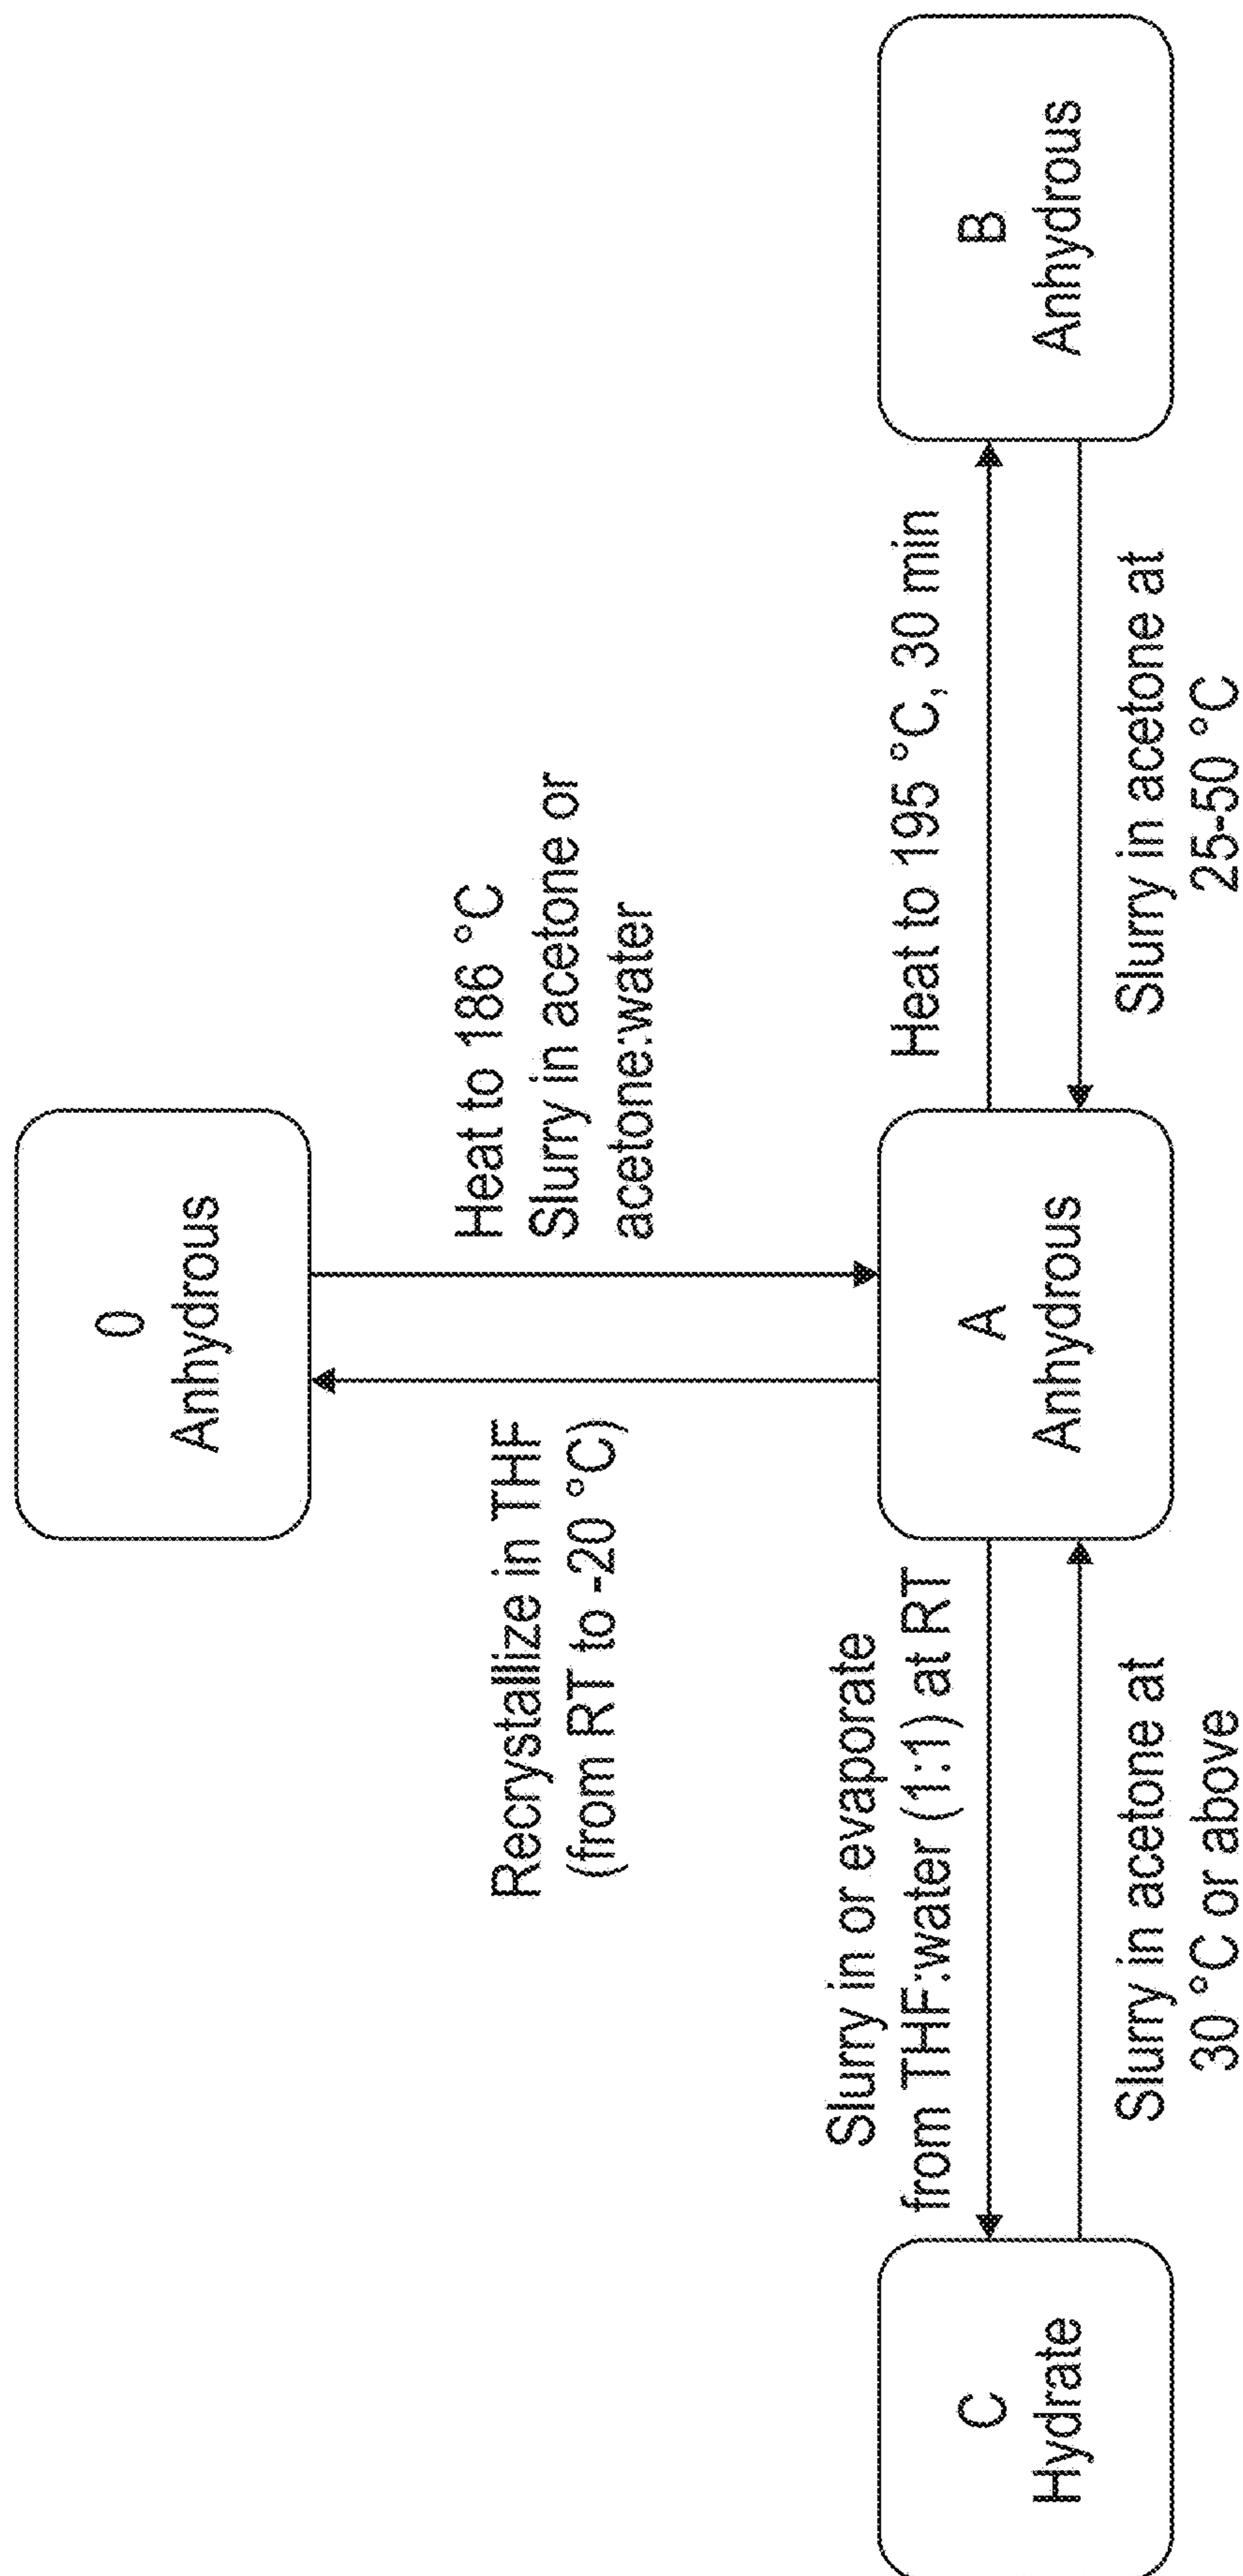 0
Anhydrous
Recrystallize in THF
(from RT to -20 °C)
Heat to 186 °C
Slurry in acetone or
acetone:water
C
Hydrate
Slurry in or evaporate
from THF:water (1:1) at RT
Slurry in acetone at
30 °C or above
A
Anhydrous
Heat to 195 °C, 30 min
Slurry in acetone at
25-50 °C
B
Anhydrous